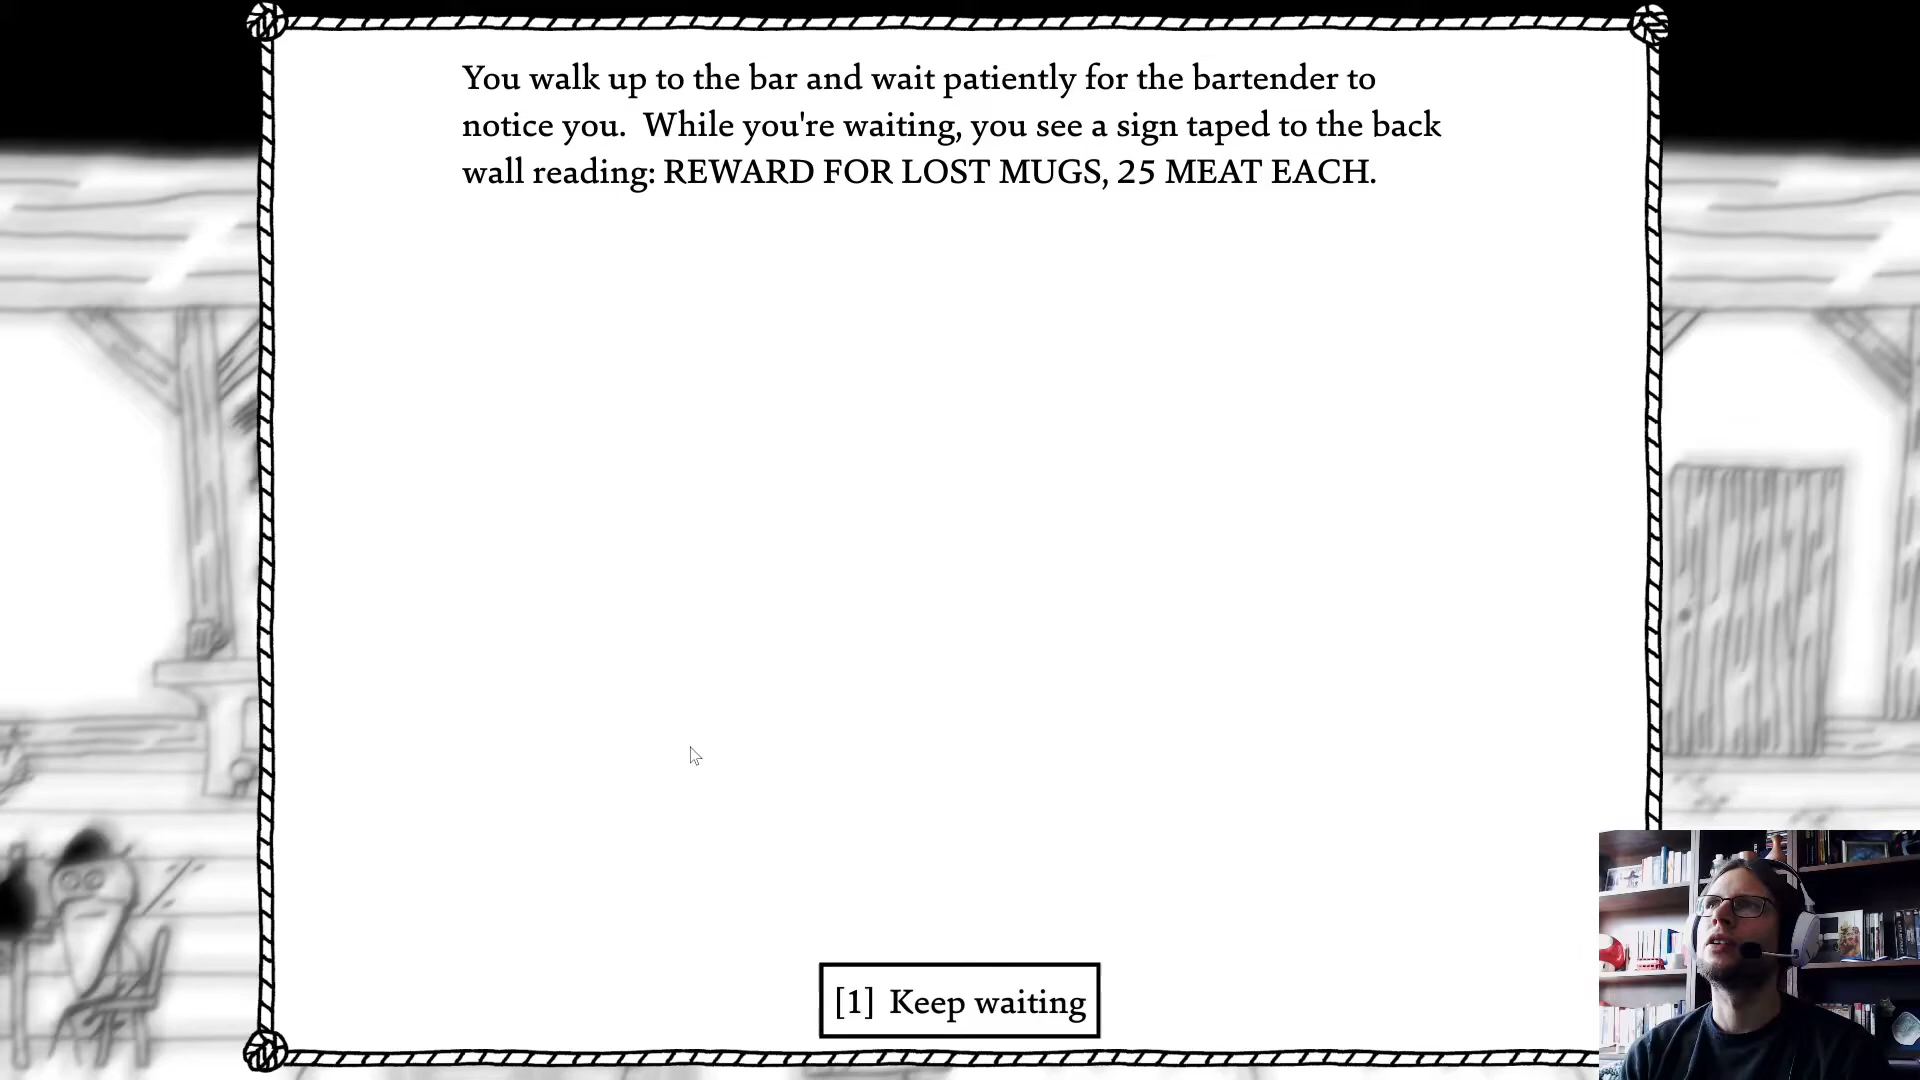 You walk up to the bar and wait patiently for the bartender to
notice you.  While you're waiting, you see a sign taped to the back
wall reading: REWARD FOR LOST MUGS, 25 MEAT EACH.
[1] Keep waiting